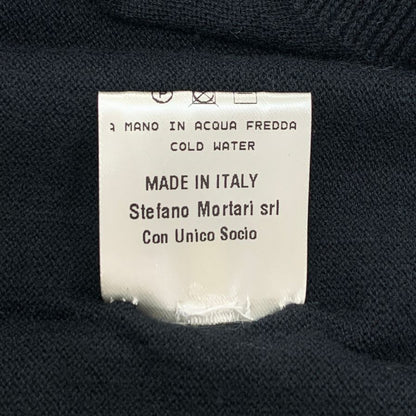 A MANO IN ACQUA FREDDA
COLD WATER
MADE IN ITALY
Stefano Mortari srl
Con Unico Socio